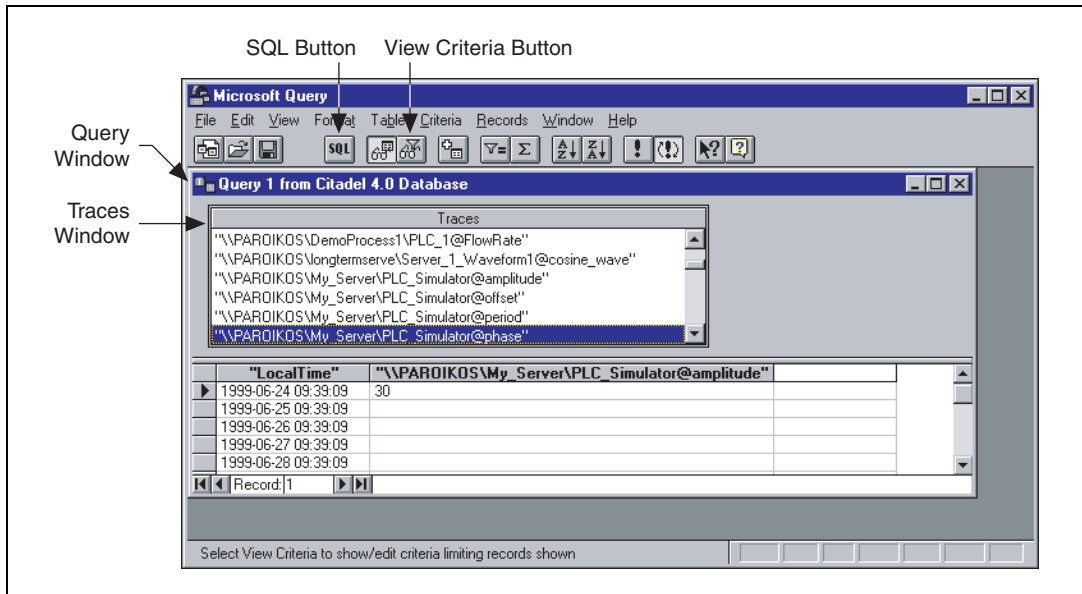 SQL Button View Criteria Button
Query Window
Traces Window
Microsoft Query
File Edit View Format Table Criteria Records Window Help
SQL
Query 1 from Citadel 4.0 Database
Traces
"\\PAROIKOS\DemoProcess1\PLC_1@FlowRate"
"\\PAROIKOS\longtermserve\Server_1_Waveform1@cosine_wave"
"\\PAROIKOS\My_Server\PLC_Simulator@amplitude"
"\\PAROIKOS\My_Server\PLC_Simulator@offset"
"\\PAROIKOS\My_Server\PLC_Simulator@period"
"\\PAROIKOS\My_Server\PLC_Simulator@phase"
"LocalTime" "\\PAROIKOS\My_Server\PLC_Simulator@amplitude"
1999-06-24 09:39:09 30
1999-06-25 09:39:09
1999-06-26 09:39:09
1999-06-27 09:39:09
1999-06-28 09:39:09
Record: 1
Select View Criteria to show/edit criteria limiting records shown